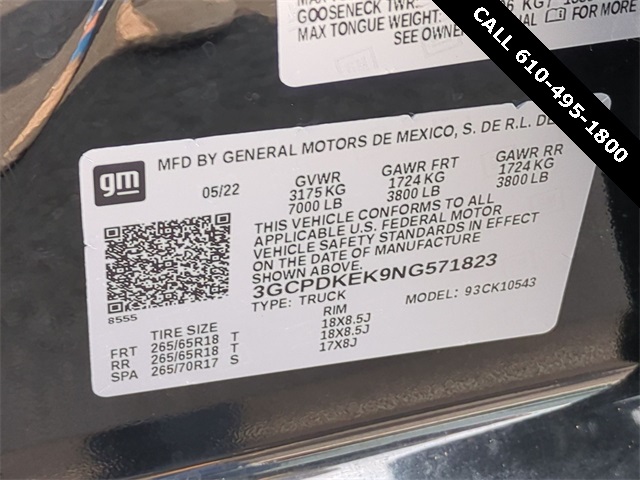 GOOSENECK TWR:
MAX TONGUE WEIGHT:
SEE OWNER
FOR MORE
CALL 610-495-1800
gm
MFD BY GENERAL MOTORS DE MEXICO, S. DE R.L. DE
05/22
GVWR GAWR FRT GAWR RR
3175 KG 1724 KG 1724 KG
7000 LB 3800 LB 3800 LB
THIS VEHICLE CONFORMS TO ALL
APPLICABLE U.S. FEDERAL MOTOR
VEHICLE SAFETY STANDARDS IN EFFECT
ON THE DATE OF MANUFACTURE
SHOWN ABOVE.
3GCPDKEK9NG571823
TYPE: TRUCK MODEL: 93CK10543
8555
TIRE SIZE RIM
FRT 265/65R18 T 18X8.5J
RR 265/65R18 T 18X8.5J
SPA 265/70R17 S 17X8J